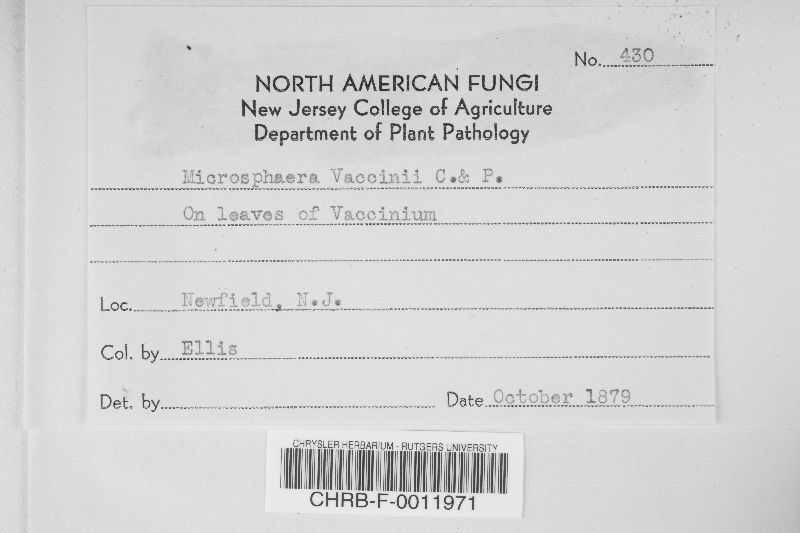 No. 430
NORTH AMERICAN FUNGI
New Jersey College of Agriculture
Department of Plant Pathology
Microsphaera Vaccinii C.& P.
On leaves of Vaccinium
Loc. Newfield, N.J.
Col. by Ellis
Det. by
Date October 1879
CHRYSLER HERBARIUM - RUTGERS UNIVERSITY
CHRB-F-0011971